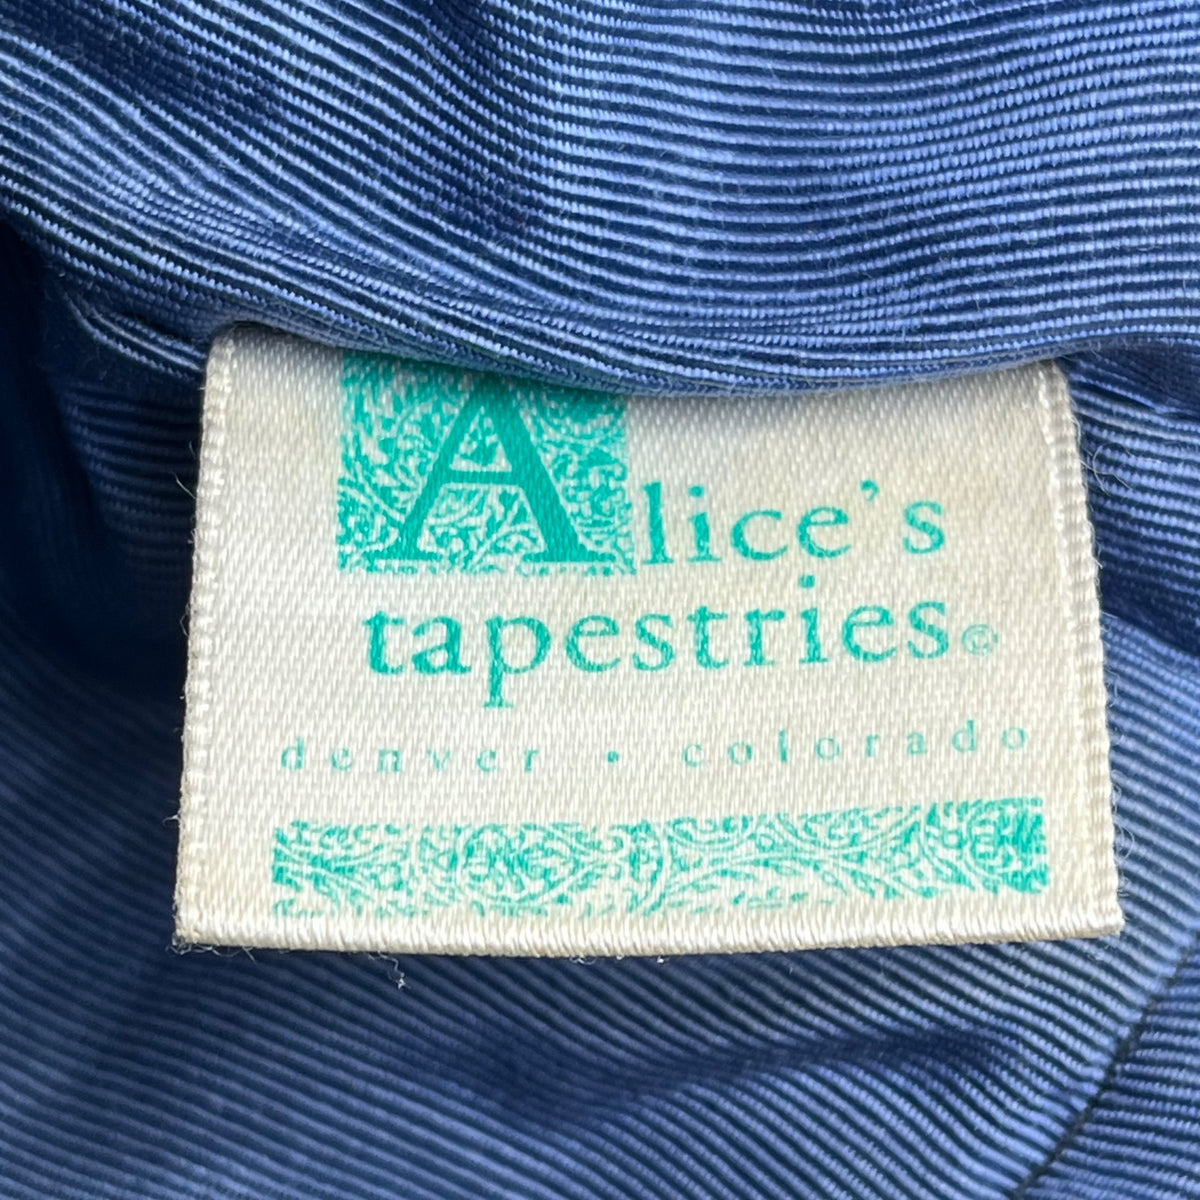 Alice's
tapestries©
denver • colorado